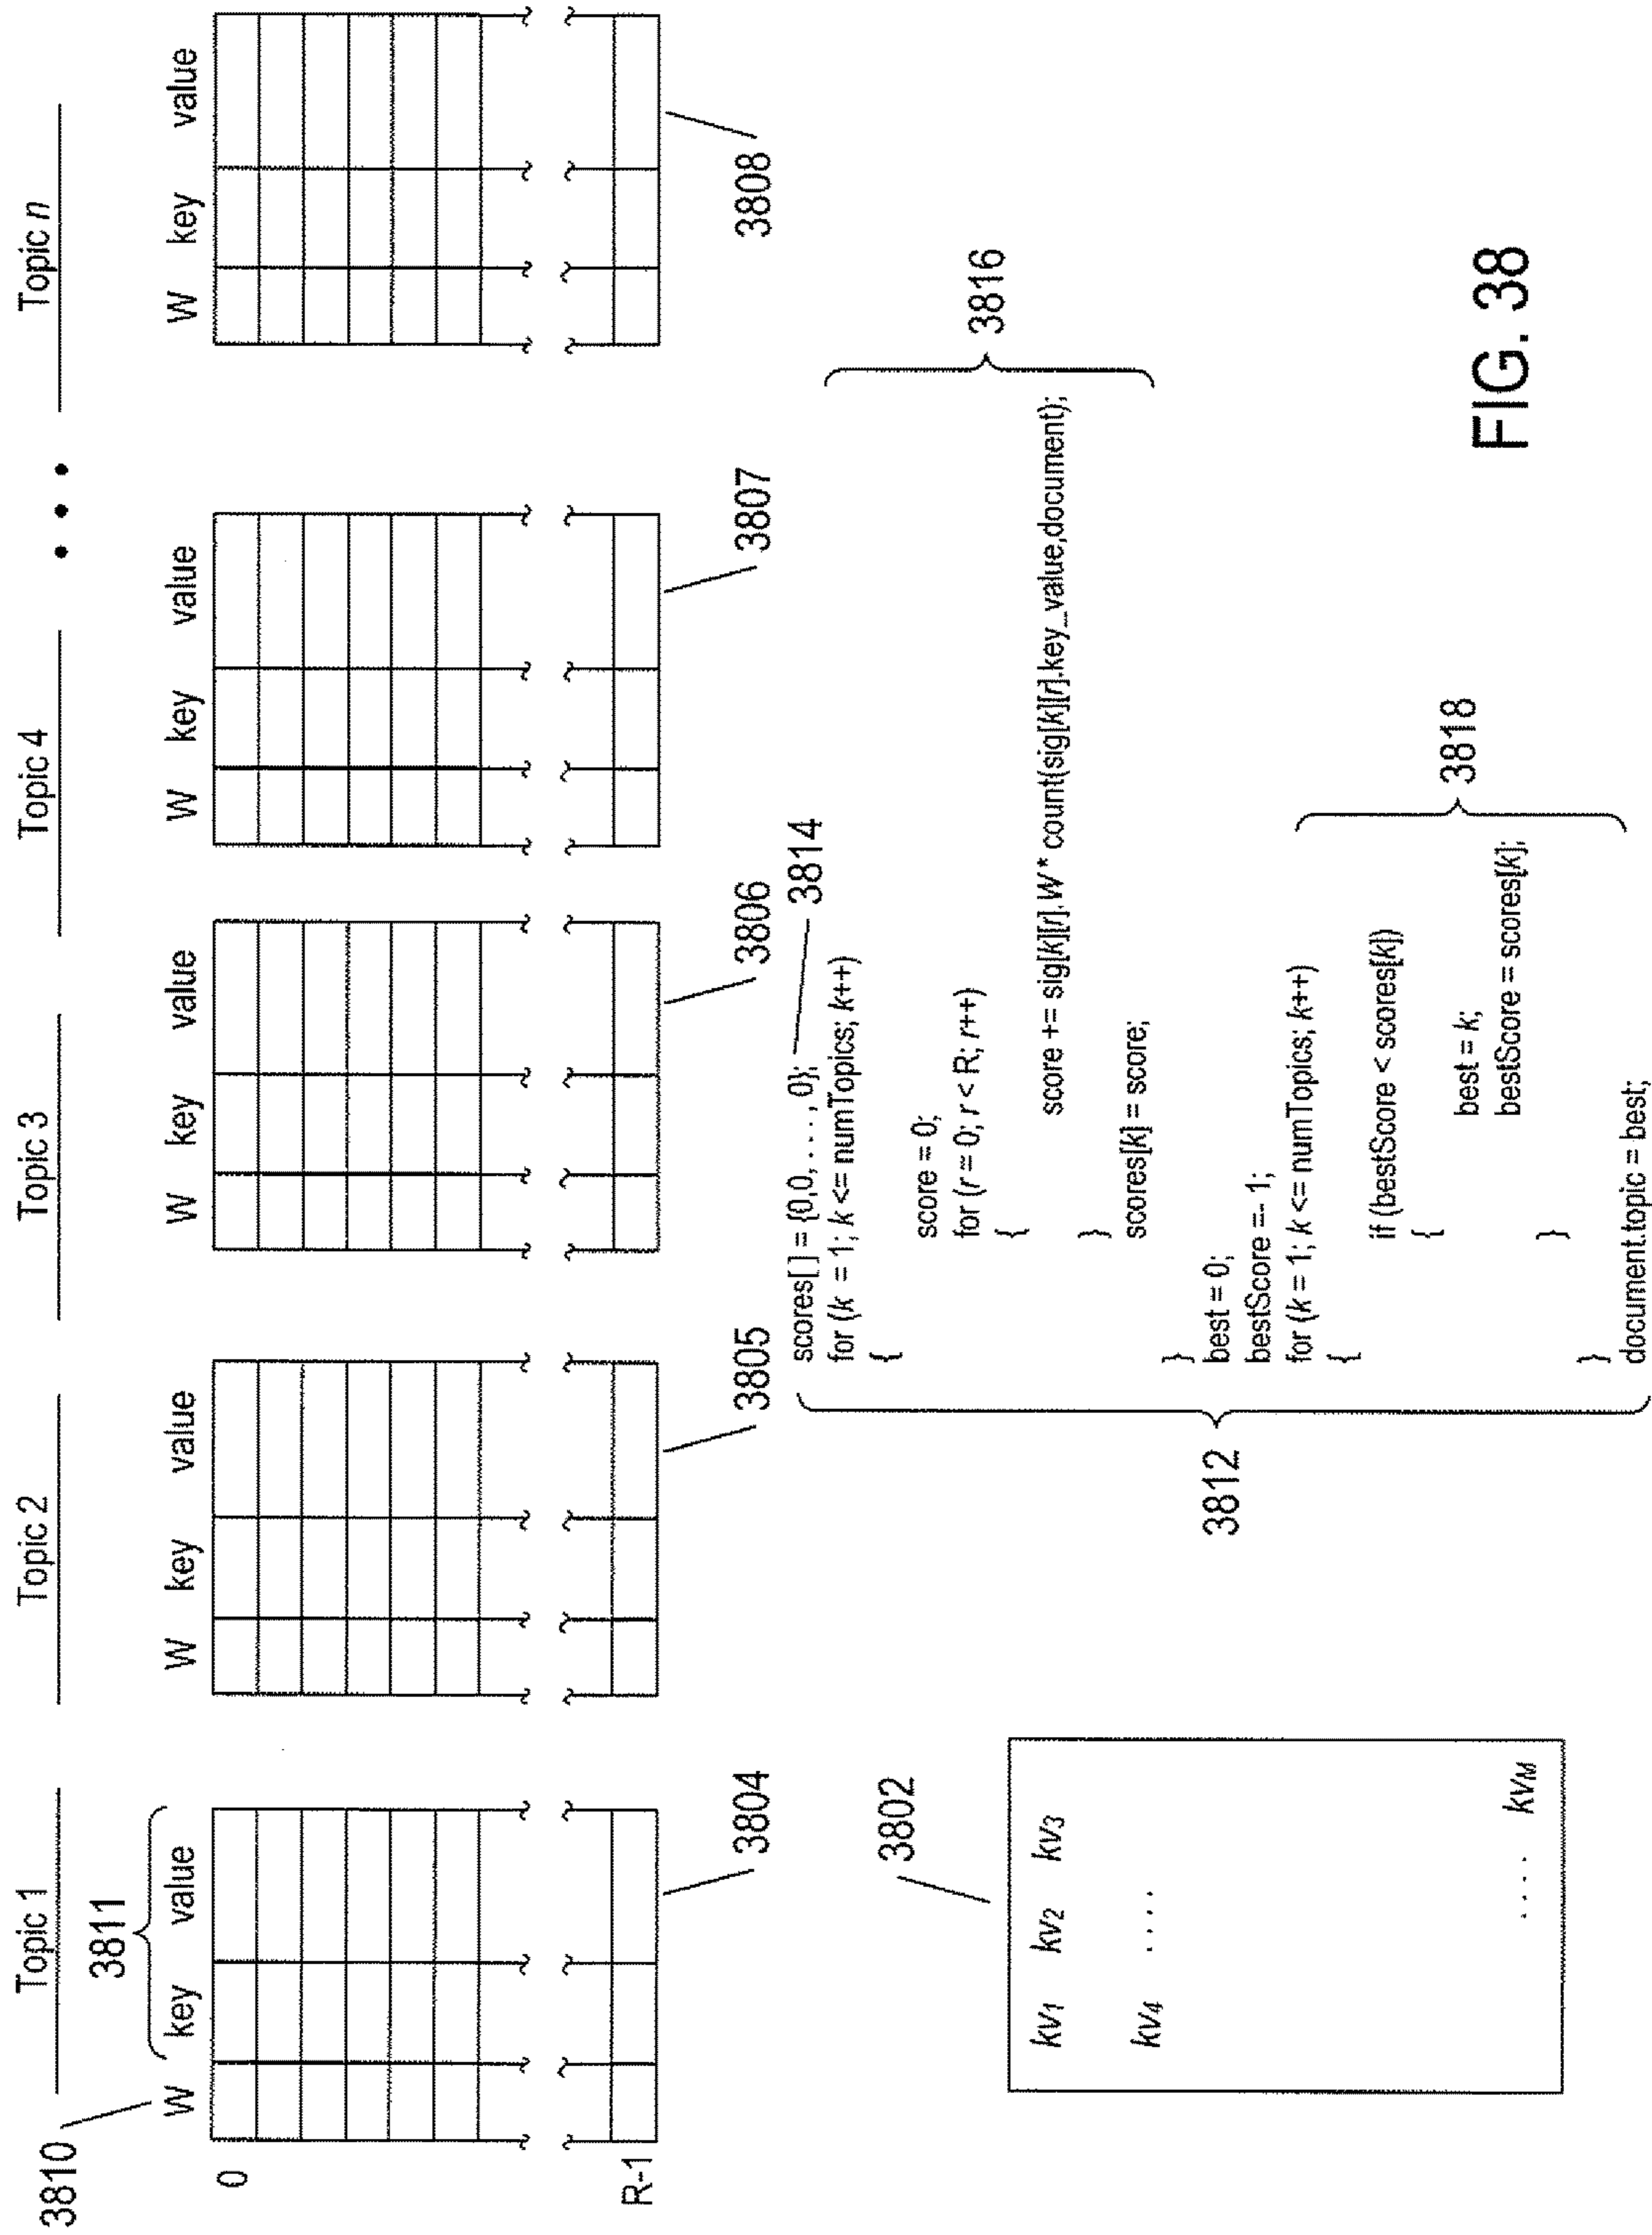 Topic 1
Topic 2
Topic 3
Topic 4
• • •
Topic n
3810
3811
W key value
W key value
W key value
W key value
W key value
0
R-1
3804
3805
3806
3807
3808
3802
kv1 kv2 kv3
kv4 . . . .
. . . . kvM
3812
scores[ ] = {0,0, . . . , 0};
3814
for (k = 1; k <= numTopics; k++)
{
score = 0;
for (r = 0; r < R; r++)
{
score += sig[k][r].W * count(sig[k][r].key_value,document);
}
scores[k] = score;
}
3816
best = 0;
bestScore =- 1;
for (k = 1; k <= numTopics; k++)
{
if (bestScore < scores[k])
{
best = k;
bestScore = scores[k];
}
}
3818
document.topic = best;
FIG. 38